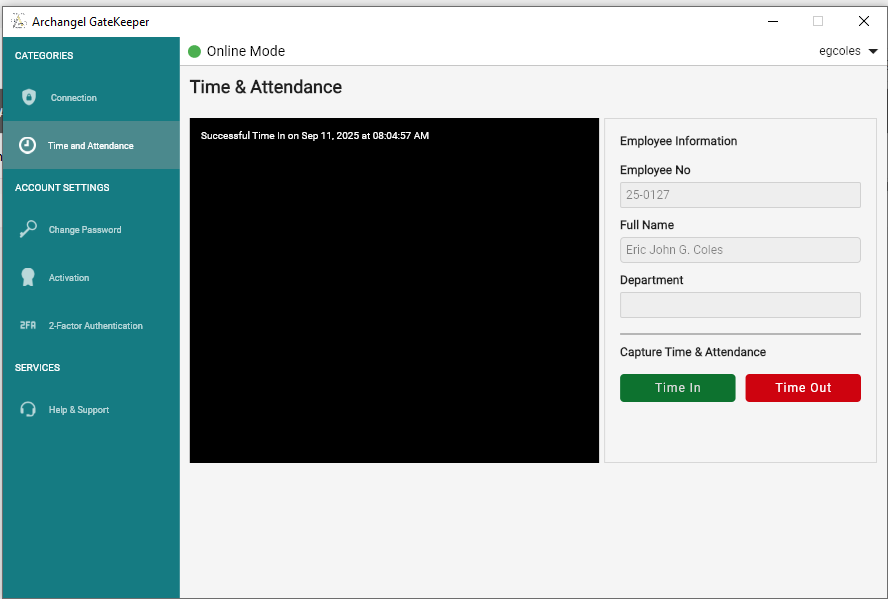 Archangel GateKeeper
CATEGORIES
Connection
Time and Attendance
ACCOUNT SETTINGS
Change Password
Activation
2FA 2-Factor Authentication
SERVICES
Help & Support
Online Mode
egcoles
Time & Attendance
Successful Time In on Sep 11, 2025 at 08:04:57 AM
Employee Information
Employee No
25-0127
Full Name
Eric John G. Coles
Department
Capture Time & Attendance
Time In
Time Out